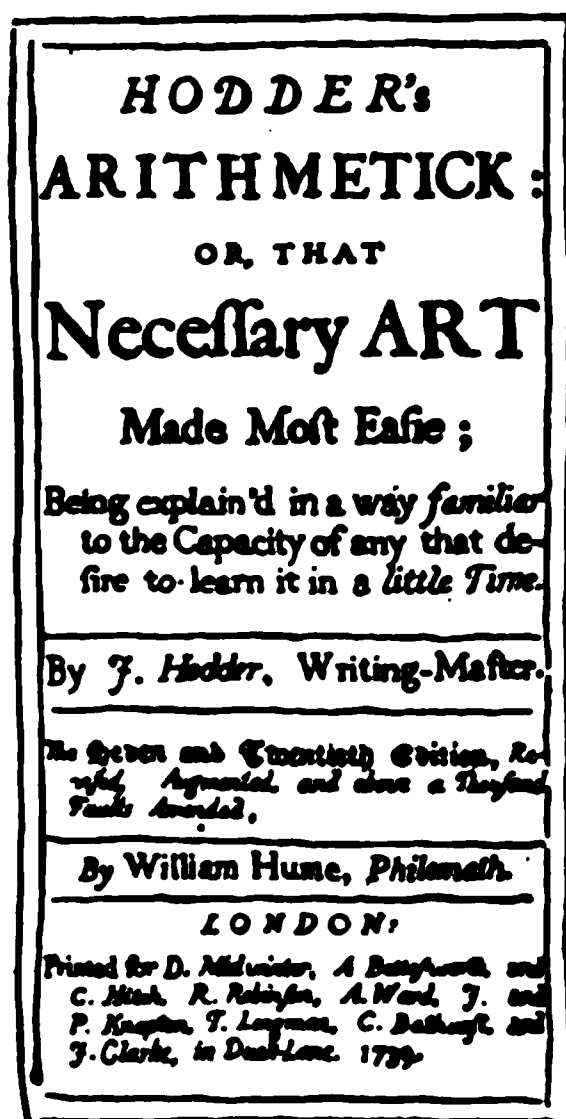 HODDER's
ARITHMETICK:
OR, THAT
Neceſſary ART
Made Moſt Eaſie;
Being explain'd in a way familiar
to the Capacity of any that de-
ſire to learn it in a little Time.
By J. Hodder, Writing-Maſter.
The Seven and Twentieth Edition, Re-
viſed, Augmented, and above a Thouſand
Faults Amended,
By William Hume, Philomath.
LONDON:
Printed for D. Midwinter, A and
C. Hitch, R. Robinſon, A. Ward, J. and
P. Knapton, T. Longman, C. Bathurſt, and
J. Clarke, in Duck-Lane. 1739.